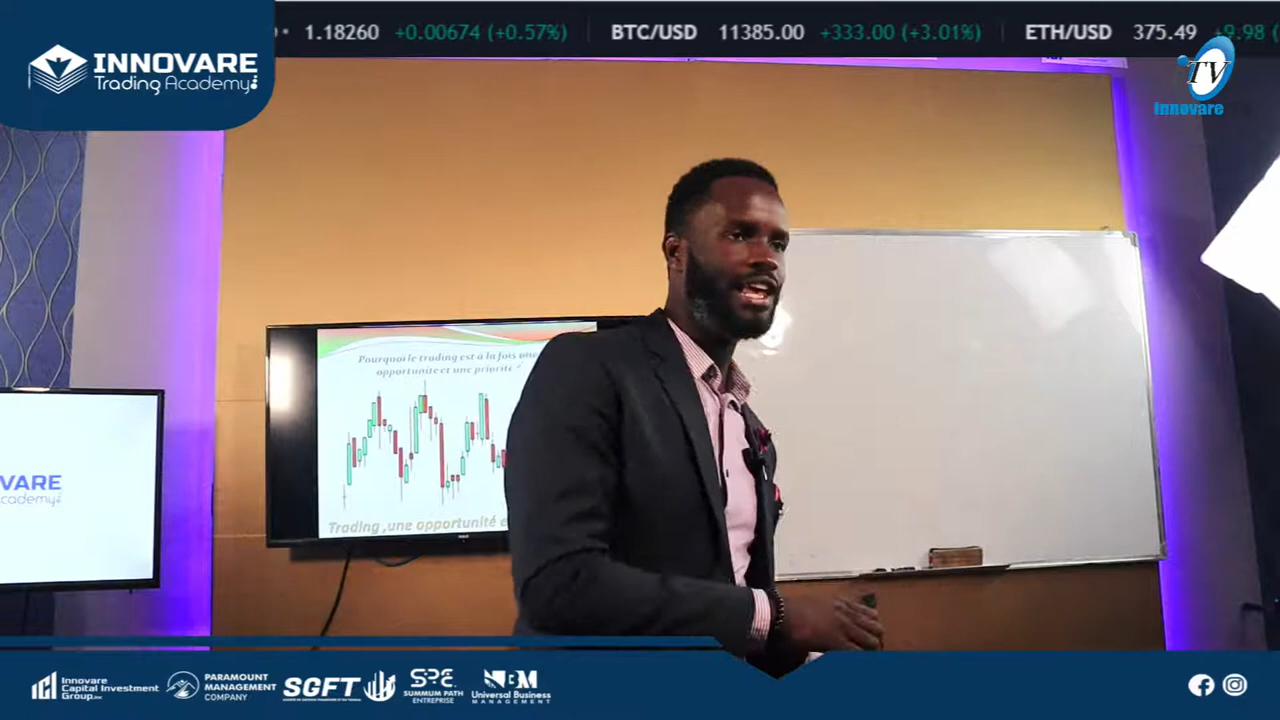 1.18260 +0.00674 (+0.57%) BTC/USD 11385.00 +333.00 (+3.01%) ETH/USD 375.49 +9.98
INNOVARE
Trading Academy
TV
Innovare
Pourquoi le trading est à la fois une
opportunité et une priorité ?
Trading ,une opportunité
VARE
cademy
Innovare
Capital Investment
Group.inc
PARAMOUNT
MANAGEMENT
COMPANY
SGFT
SPE
SUMMUM PATH
ENTREPRISE
Universal Business
MANAGEMENT